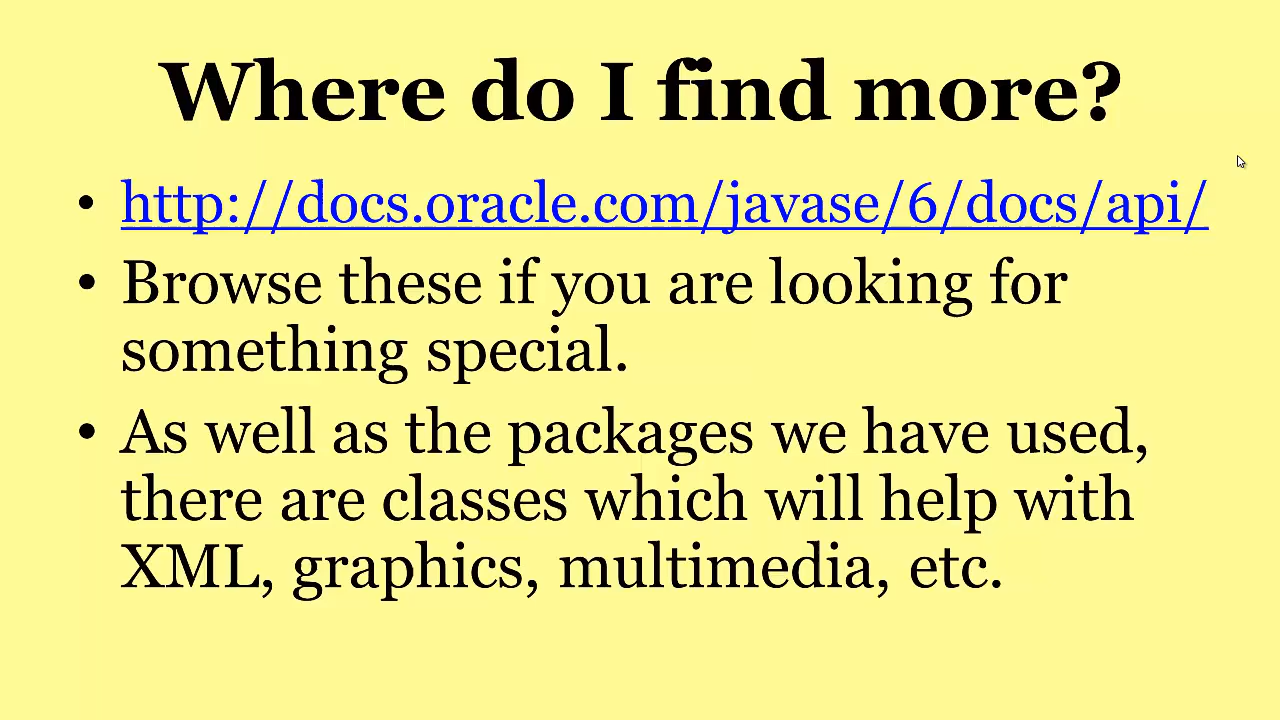 Where do I find more?
• http://docs.oracle.com/javase/6/docs/api/
• Browse these if you are looking for
something special.
• As well as the packages we have used,
there are classes which will help with
XML, graphics, multimedia, etc.